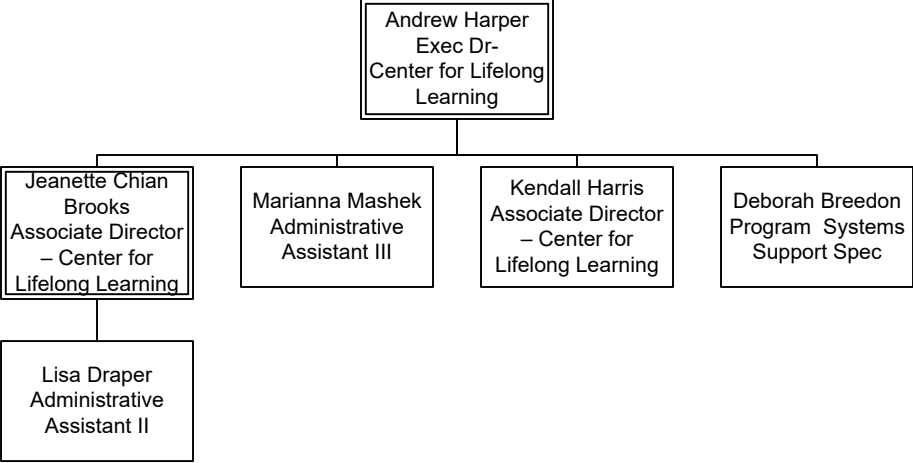 Andrew Harper
Exec Dr-
Center for Lifelong
Learning
Jeanette Chian
Brooks
Associate Director
– Center for
Lifelong Learning
Marianna Mashek
Administrative
Assistant III
Kendall Harris
Associate Director
– Center for
Lifelong Learning
Deborah Breedon
Program  Systems
Support Spec
Lisa Draper
Administrative
Assistant II